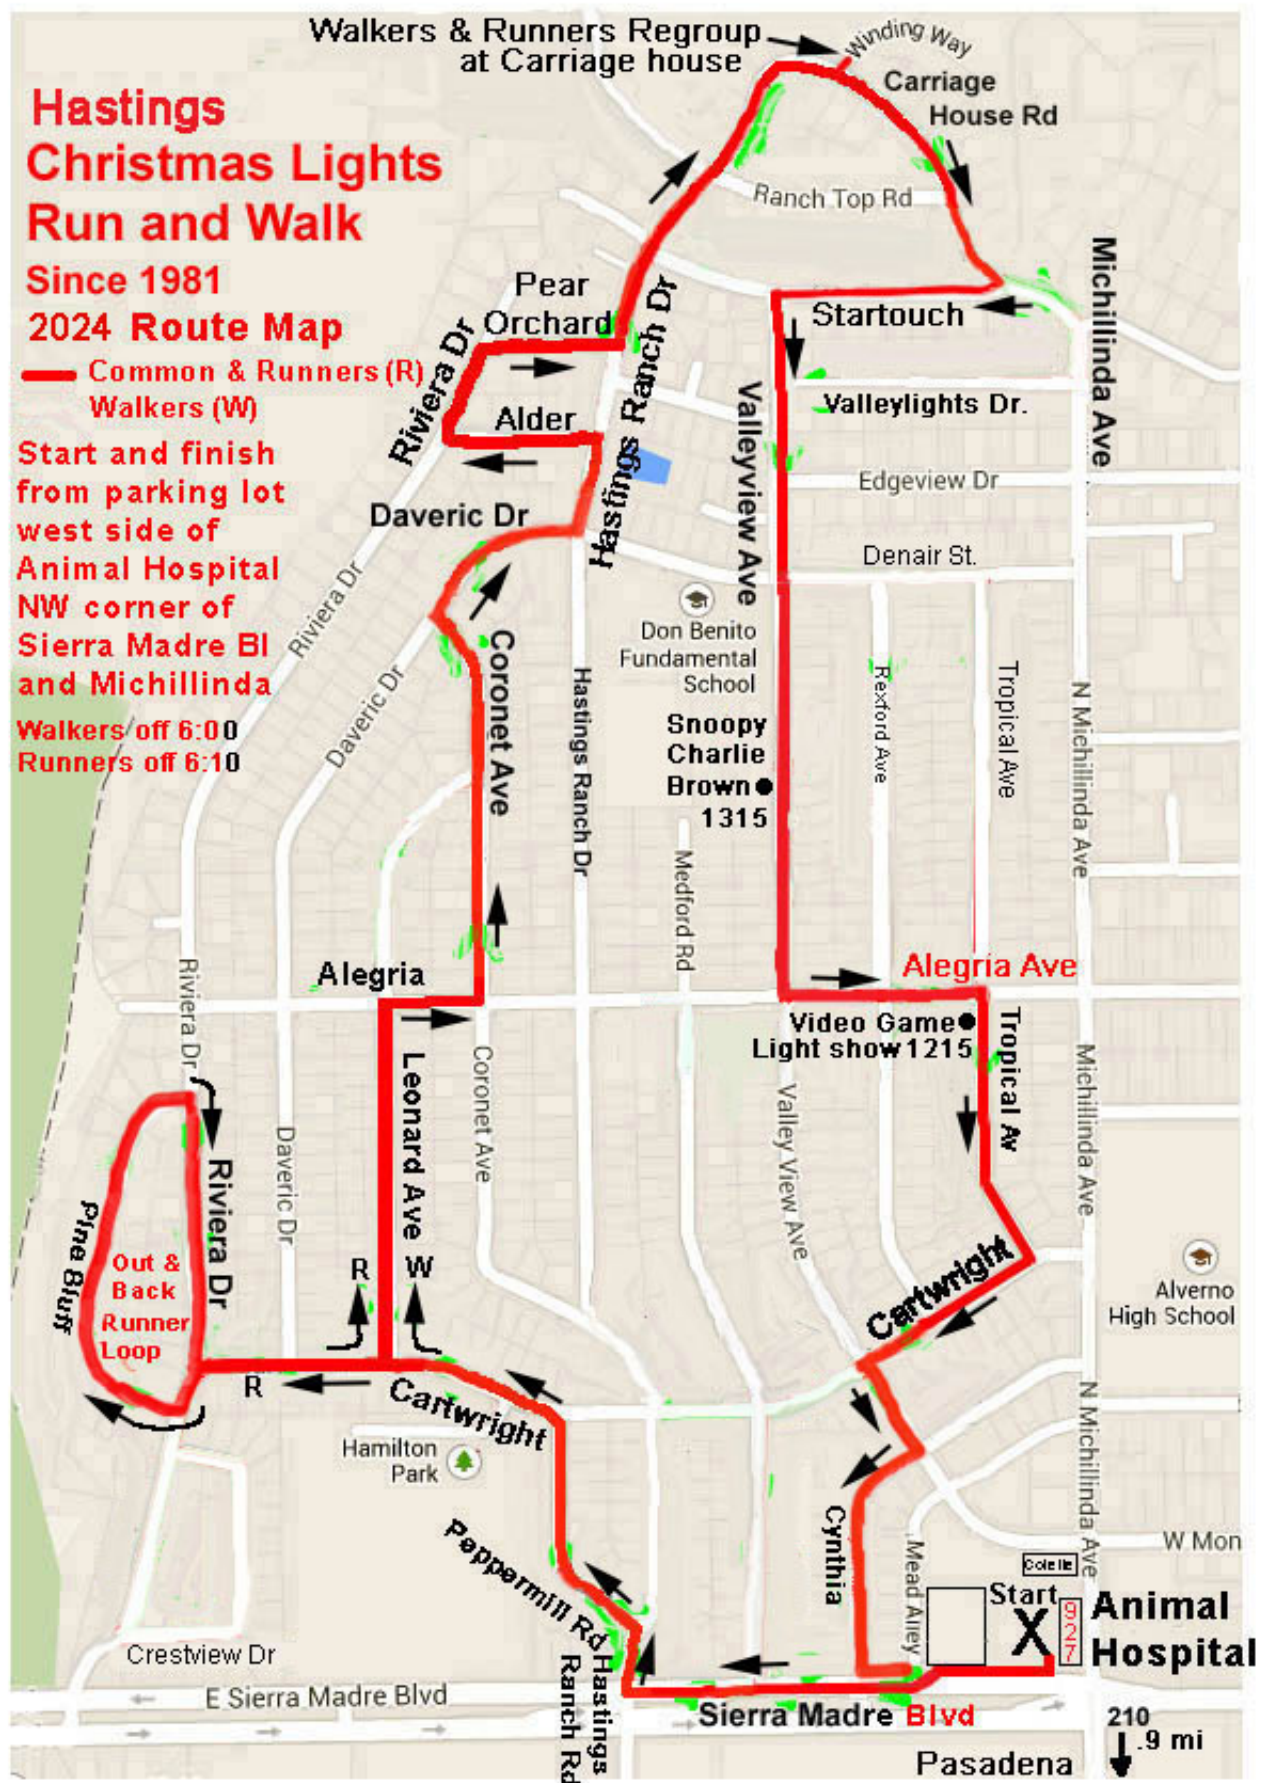 Walkers & Runners Regroup
at Carriage house
Winding Way
Carriage
House Rd
Hastings
Christmas Lights
Run and Walk
Since 1981
2024 Route Map
Common & Runners (R)
Walkers (W)
Start and finish
from parking lot
west side of
Animal Hospital
NW corner of
Sierra Madre Bl
and Michillinda
Walkers off 6:00
Runners off 6:10
Ranch Top Rd
Michillinda Ave
Pear
Orchard
Startouch
Riviera Dr
Hastings Ranch Dr
Alder
Valleylights Dr.
Valleyview Ave
Edgeview Dr
Daveric Dr
Denair St.
Riviera Dr
Don Benito
Fundamental
School
Coronet Ave
Hastings Ranch Dr
Daveric Dr
Rexford Ave
Tropical Ave
N Michillinda Ave
Snoopy
Charlie
Brown
1315
Medford Rd
Riviera Dr
Alegria
Alegria Ave
Video Game
Light show 1215
Tropical Av
Leonard Ave
Coronet Ave
Valley View Ave
Michillinda Ave
Daveric Dr
Riviera Dr
Pine Bluff
Out &
Back
Runner
Loop
R
W
R
Cartwright
Alverno
High School
Cartwright
Hamilton
Park
N Michillinda Ave
Cynthia
Mead Alley
W Mon
Colette
Peppermill Rd
Start
X
927
Animal
Hospital
Crestview Dr
Hastings
Ranch Rd
E Sierra Madre Blvd
Sierra Madre Blvd
210
.9 mi
Pasadena